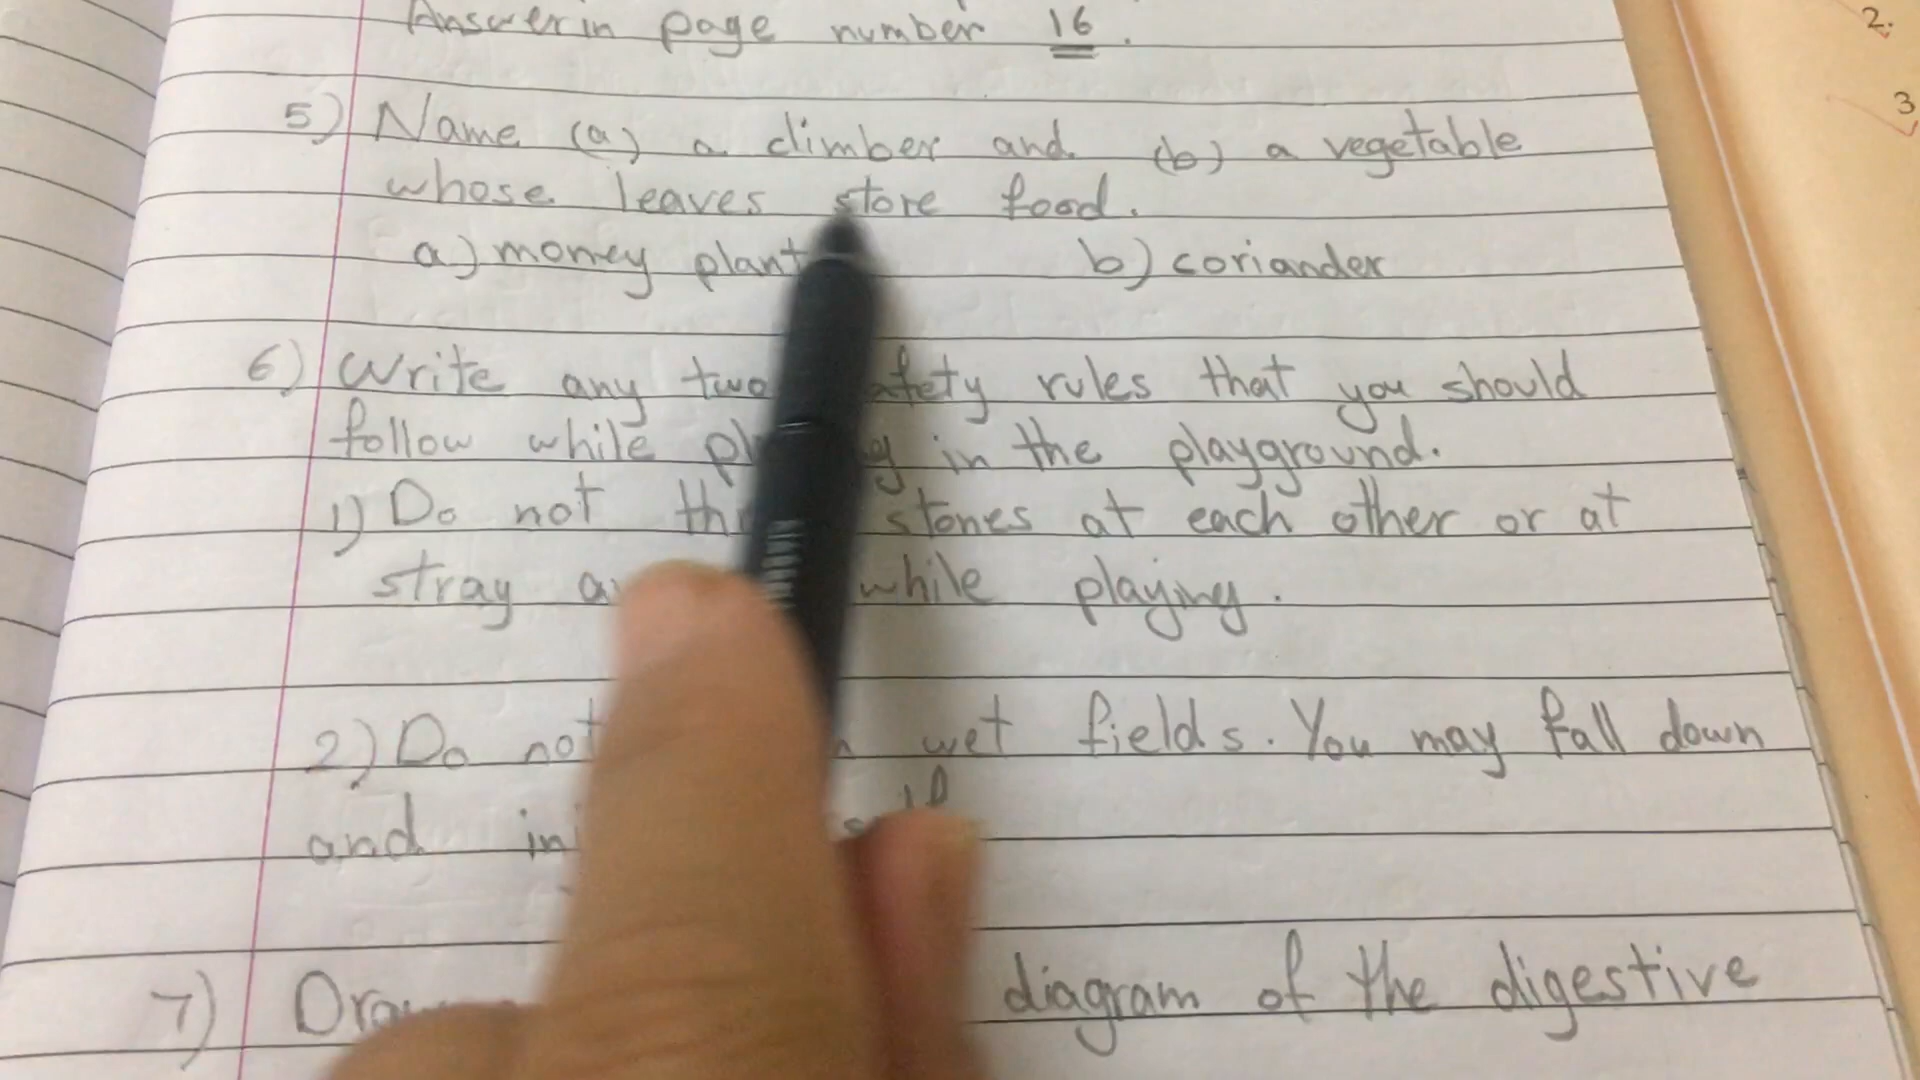 Answer in page number 16.
2.
3
5) Name (a) a climber and (b) a vegetable
whose leaves store food.
a) money plant b) coriander
6) Write any two rules that you should
follow while in the playground.
1) Do not stones at each other or at
stray while playing.
2) Do not wet fields. You may fall down
and
7) diagram of the digestive